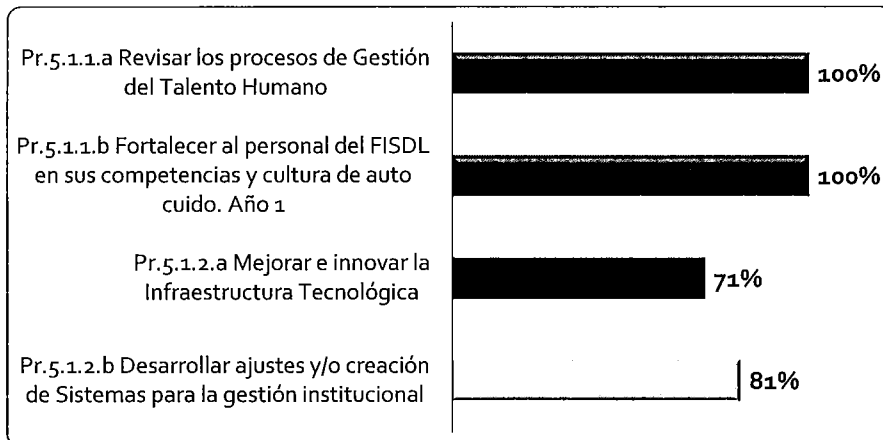 Pr.5.1.1.a Revisar los procesos de Gestión
del Talento Humano
100%
Pr.5.1.1.b Fortalecer al personal del FISDL
en sus competencias y cultura de auto
cuido. Año 1
100%
Pr.5.1.2.a Mejorar e innovar la
Infraestructura Tecnológica
71%
Pr.5.1.2.b Desarrollar ajustes y/o creación
de Sistemas para la gestión institucional
81%